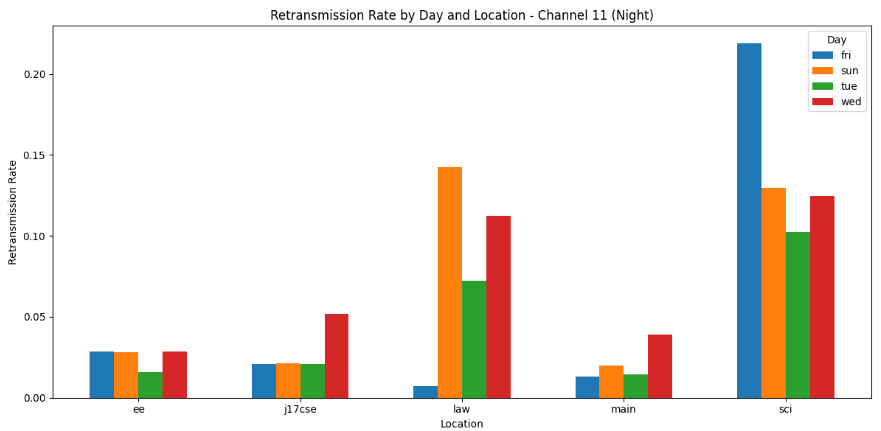 Retransmission Rate by Day and Location - Channel 11 (Night)
Day
fri
sun
tue
wed
Retransmission Rate
0.20
0.15
0.10
0.05
0.00
ee
j17cse
law
main
sci
Location